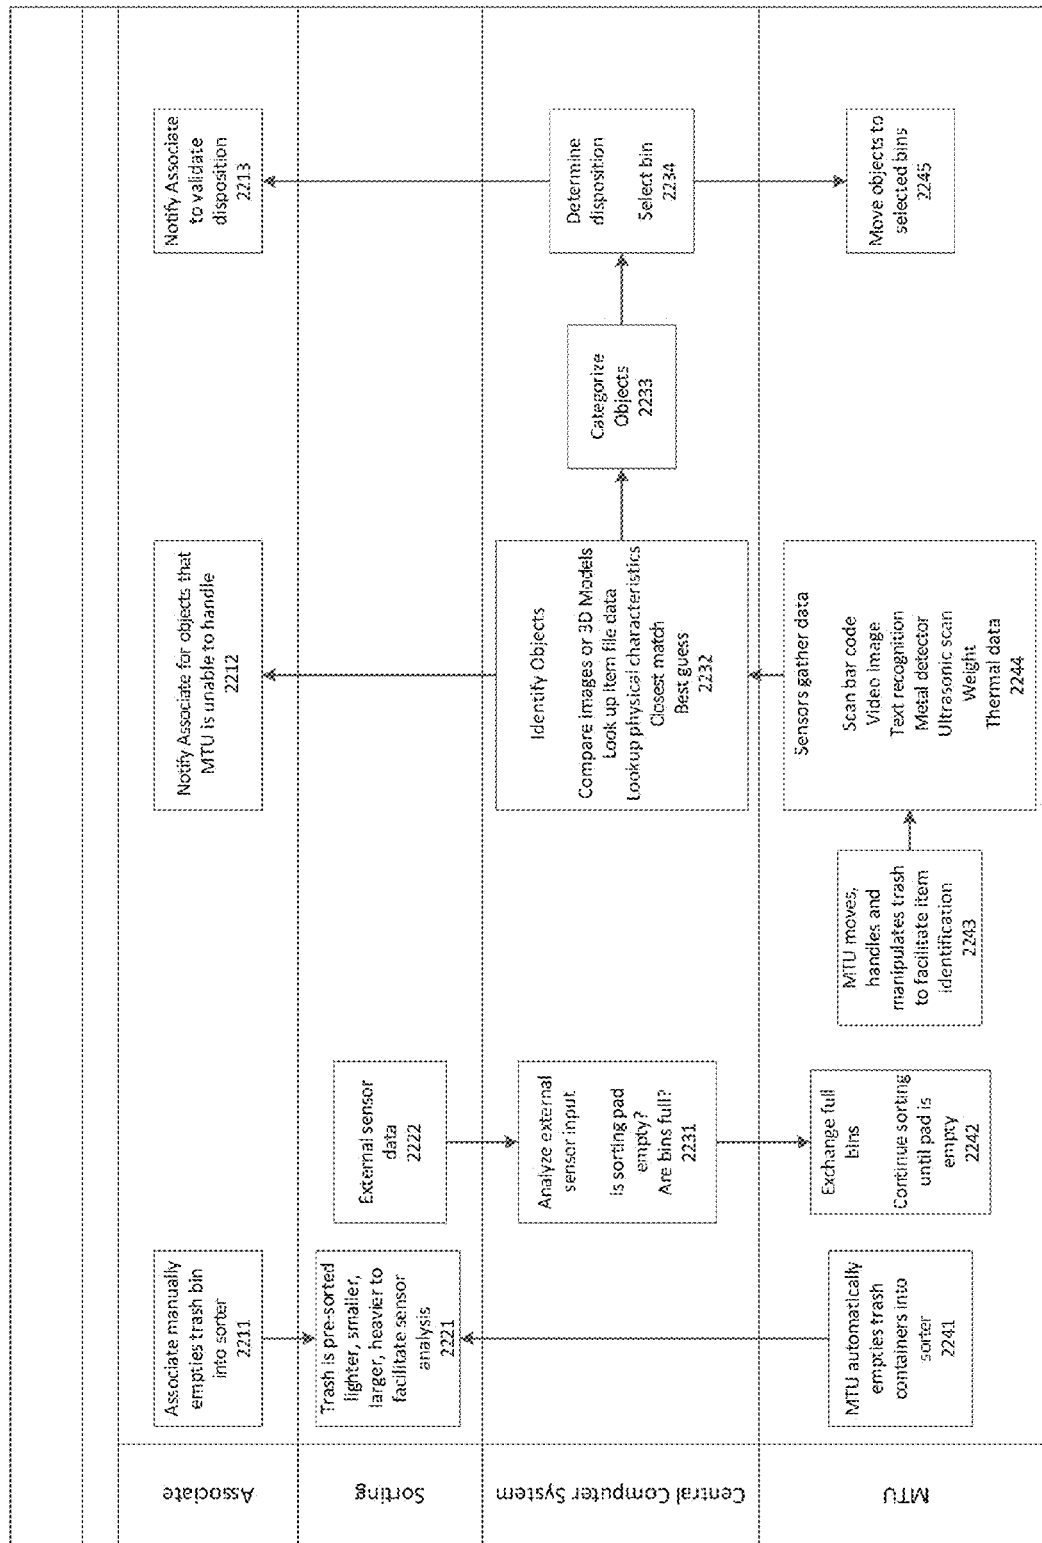 Associate
Associate manually
empties trash bin
into sorter
2211
Notify Associate for objects that
MTU is unable to handle
2212
Notify Associate
to validate
disposition
2213
Sorting
Trash is pre-sorted
lighter, smaller,
larger, heavier to
facilitate sensor
analysis
2221
External sensor
data
2222
Central Computer System
Analyze external
sensor input
is sorting pad
empty?
Are bins full?
2231
Identify Objects
Compare images or 3D Models
Look up item file data
Lookup physical characteristics
Closest match
Best guess
2232
Categorize
Objects
2233
Determine
disposition
Select bin
2234
MTU
MTU automatically
empties trash
containers into
sorter
2241
Exchange full
bins
Continue sorting
until pad is
empty
2242
MTU moves,
handles and
manipulates trash
to facilitate item
identification
2243
Sensors gather data
Scan bar code
Video image
Text recognition
Metal detector
Ultrasonic scan
Weight
Thermal data
2244
Move objects to
selected bins
2245